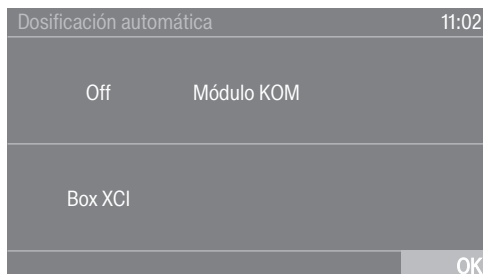 Dosificación automática 11:02
Off Módulo KOM
Box XCI
OK